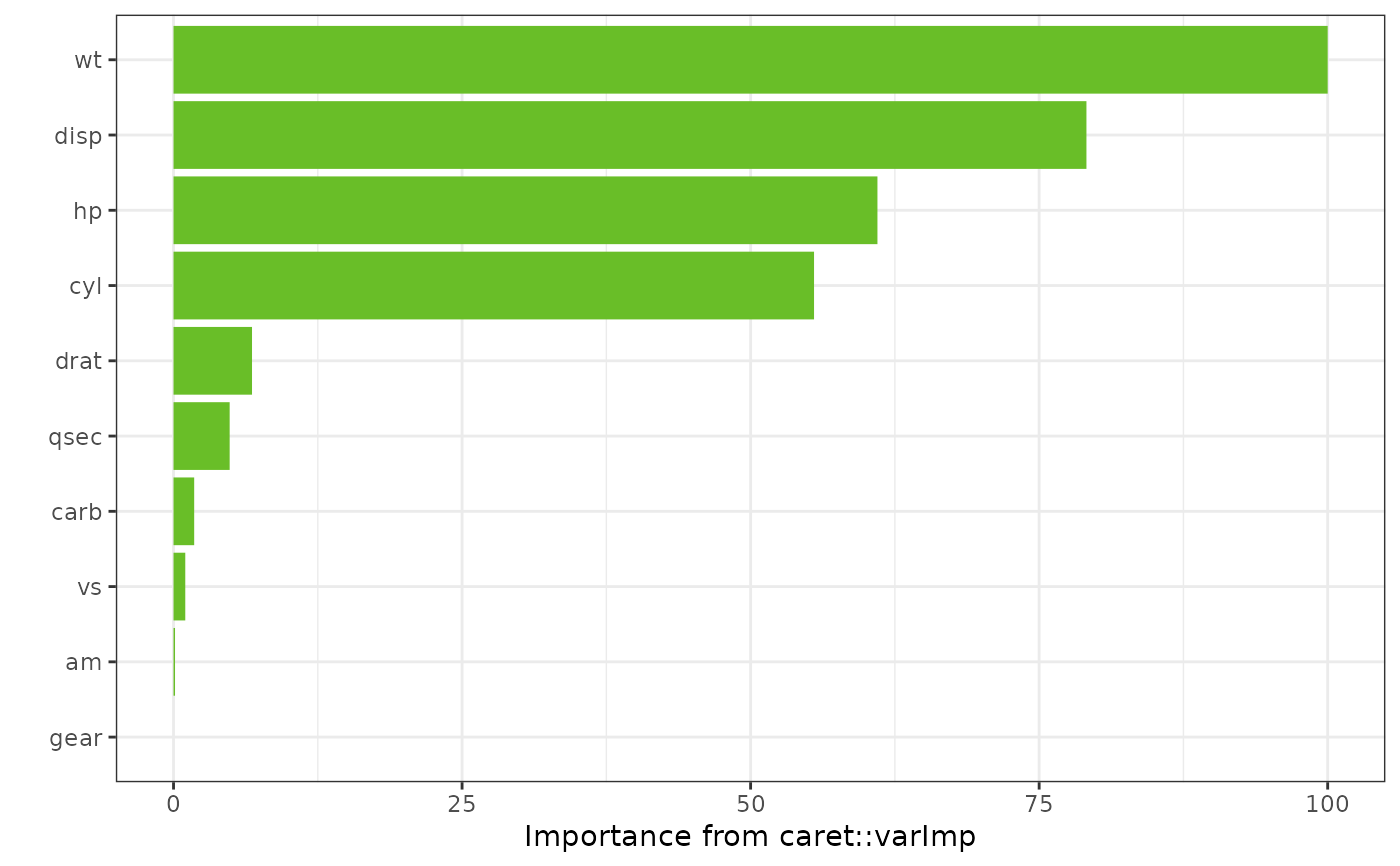 wt
disp
hp
cyl
drat
qsec
carb
vs
am
gear
0 25 50 75 100
Importance from caret::varImp